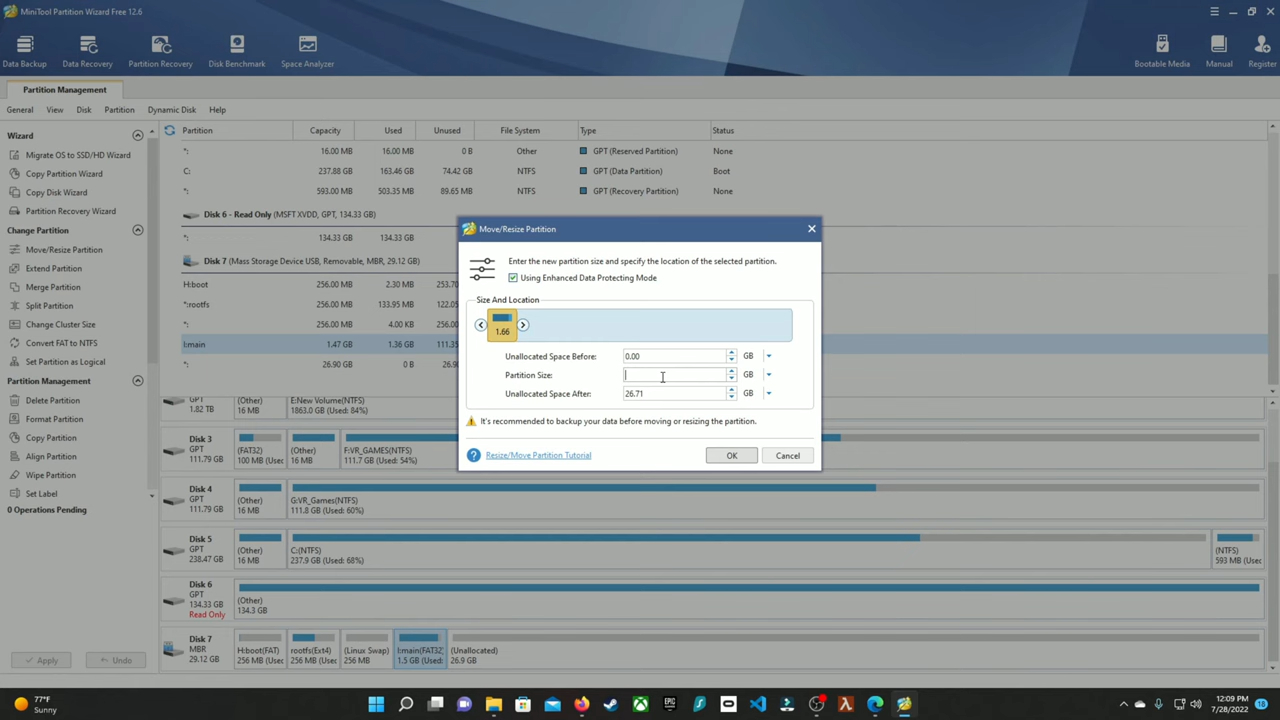 MiniTool Partition Wizard Free 12.6
Data Backup
Data Recovery
Partition Recovery
Disk Benchmark
Space Analyzer
Bootable Media
Manual
Register
Partition Management
General View Disk Partition Dynamic Disk Help
Wizard
Migrate OS to SSD/HD Wizard
Copy Partition Wizard
Copy Disk Wizard
Partition Recovery Wizard
Change Partition
Move/Resize Partition
Extend Partition
Merge Partition
Split Partition
Change Cluster Size
Convert FAT to NTFS
Set Partition as Logical
Partition Management
Delete Partition
Format Partition
Copy Partition
Align Partition
Wipe Partition
Set Label
0 Operations Pending
Apply
Undo
Partition Capacity Used Unused File System Type Status
*: 16.00 MB 16.00 MB 0 B Other GPT (Reserved Partition) None
C: 237.88 GB 163.46 GB 74.42 GB NTFS GPT (Data Partition) Boot
*: 593.00 MB 503.35 MB 89.65 MB NTFS GPT (Recovery Partition) None
Disk 6 - Read Only (MSFT XVDD, GPT, 134.33 GB)
*: 134.33 GB 134.33 GB
Disk 7 (Mass Storage Device USB, Removable, MBR, 29.12 GB)
H:boot 256.00 MB 2.30 MB 253.70
*:rootfs 256.00 MB 133.95 MB 122.05
*: 256.00 MB 4.00 KB
I:main 1.47 GB 1.36 GB 111.35
*: 26.90 GB 0 B
Move/Resize Partition
Enter the new partition size and specify the location of the selected partition.
Using Enhanced Data Protecting Mode
Size And Location
1.66
Unallocated Space Before: 0.00 GB
Partition Size: GB
Unallocated Space After: 26.71 GB
It's recommended to backup your data before moving or resizing the partition.
Resize/Move Partition Tutorial
OK
Cancel
GPT
1.82 TB
(Other)
16 MB
E:New Volume(NTFS)
1863.0 GB (Used: 84%)
Disk 3
GPT
111.79 GB
(FAT32)
100 MB (Used
(Other)
16 MB
F:VR_GAMES(NTFS)
111.7 GB (Used: 54%)
Disk 4
GPT
111.79 GB
G:VR_Games(NTFS)
111.8 GB (Used: 60%)
Disk 5
GPT
238.47 GB
(Other)
16 MB
C:(NTFS)
237.9 GB (Used: 68%)
(NTFS)
593 MB (Used
Disk 6
GPT
134.33 GB
Read Only
(Other)
134.3 GB
Disk 7
MBR
29.12 GB
H:boot(FAT32)
256 MB (Used
rootfs(Ext4)
256 MB (Used
(Linux Swap)
256 MB
I:main(FAT32)
1.5 GB (Used:
(Unallocated)
26.9 GB
77°F
Sunny
EPIC
12:09 PM
7/28/2022
18